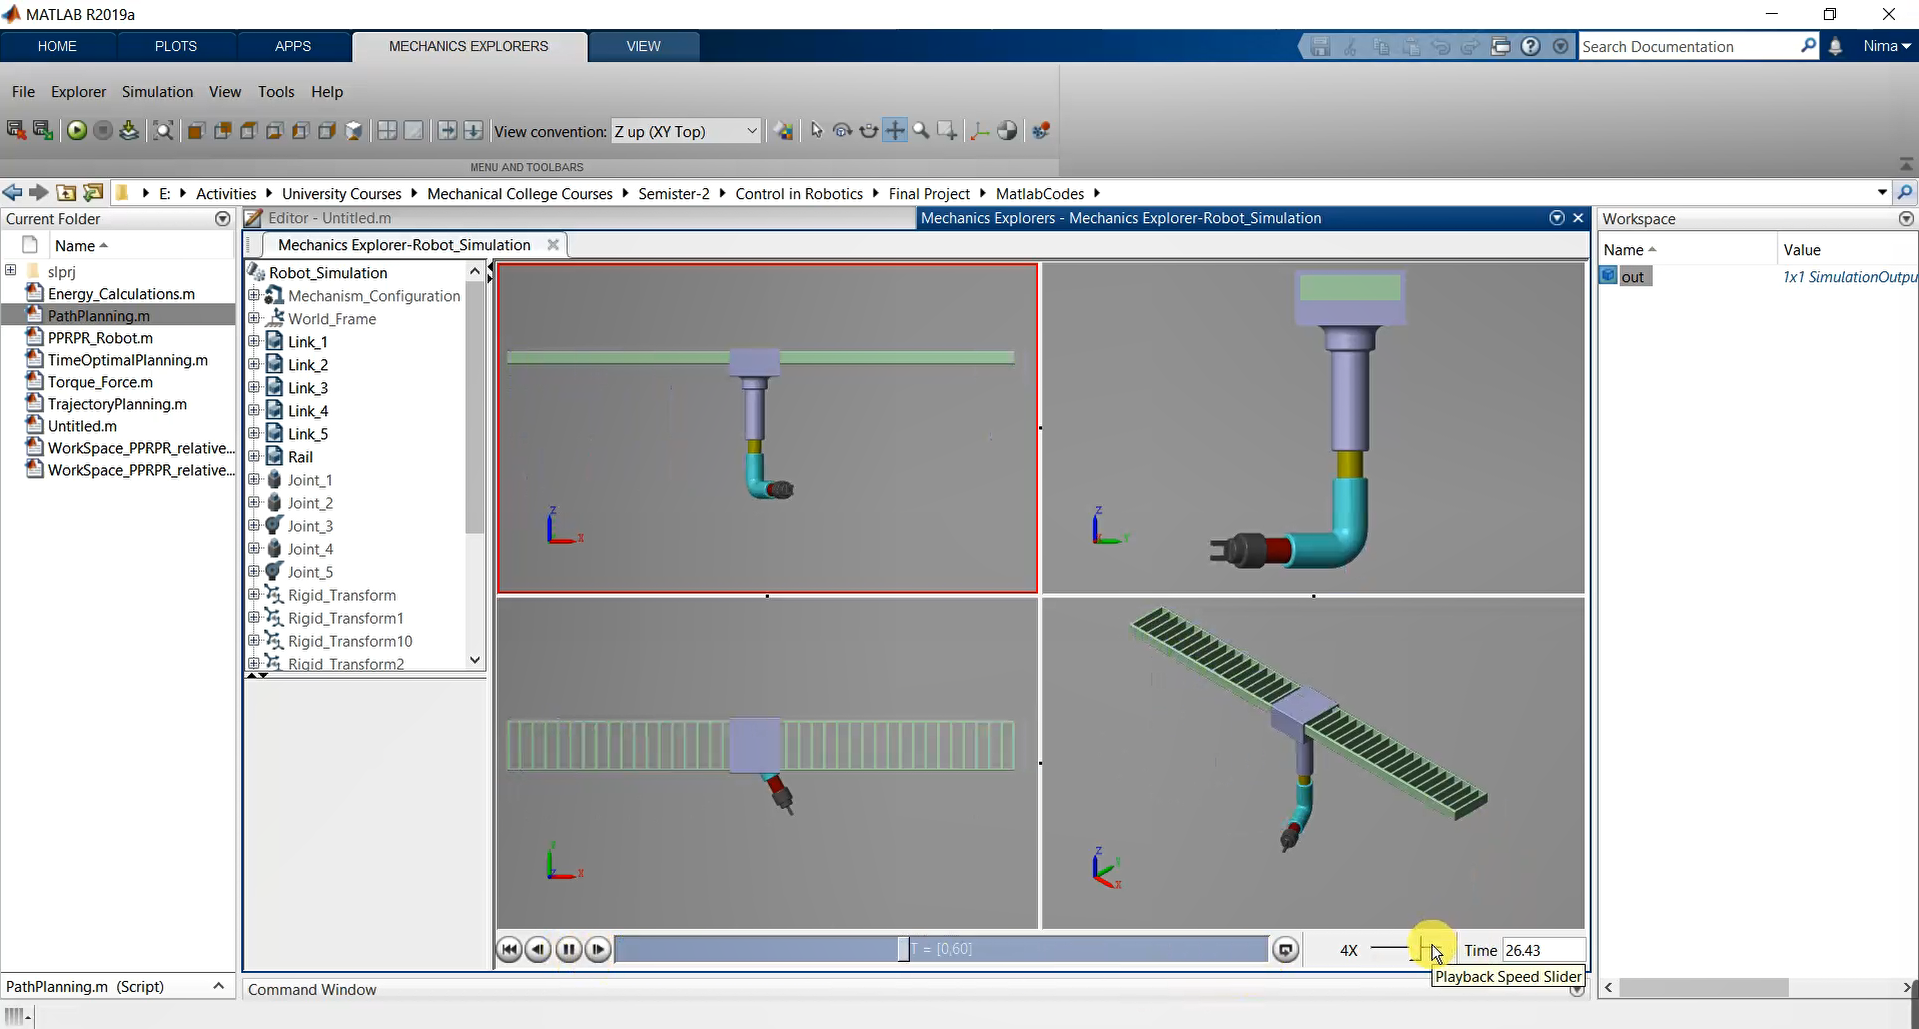 MATLAB R2019a
HOME PLOTS APPS MECHANICS EXPLORERS VIEW
Search Documentation
Nima
File Explorer Simulation View Tools Help
View convention: Z up (XY Top)
MENU AND TOOLBARS
E: Activities University Courses Mechanical College Courses Semister-2 Control in Robotics Final Project MatlabCodes
Current Folder
Name
slprj
Energy_Calculations.m
PathPlanning.m
PPRPR_Robot.m
TimeOptimalPlanning.m
Torque_Force.m
TrajectoryPlanning.m
Untitled.m
WorkSpace_PPRPR_relative...
WorkSpace_PPRPR_relative...
PathPlanning.m (Script)
Editor - Untitled.m
Mechanics Explorers - Mechanics Explorer-Robot_Simulation
Mechanics Explorer-Robot_Simulation
Robot_Simulation
Mechanism_Configuration
World_Frame
Link_1
Link_2
Link_3
Link_4
Link_5
Rail
Joint_1
Joint_2
Joint_3
Joint_4
Joint_5
Rigid_Transform
Rigid_Transform1
Rigid_Transform10
Rigid_Transform2
Z
X
Z
Y
Y
Z
X
Z
Y
X
T = [0,60]
4X
Time 26.43
Playback Speed Slider
Command Window
Workspace
Name Value
out 1x1 SimulationOutpu